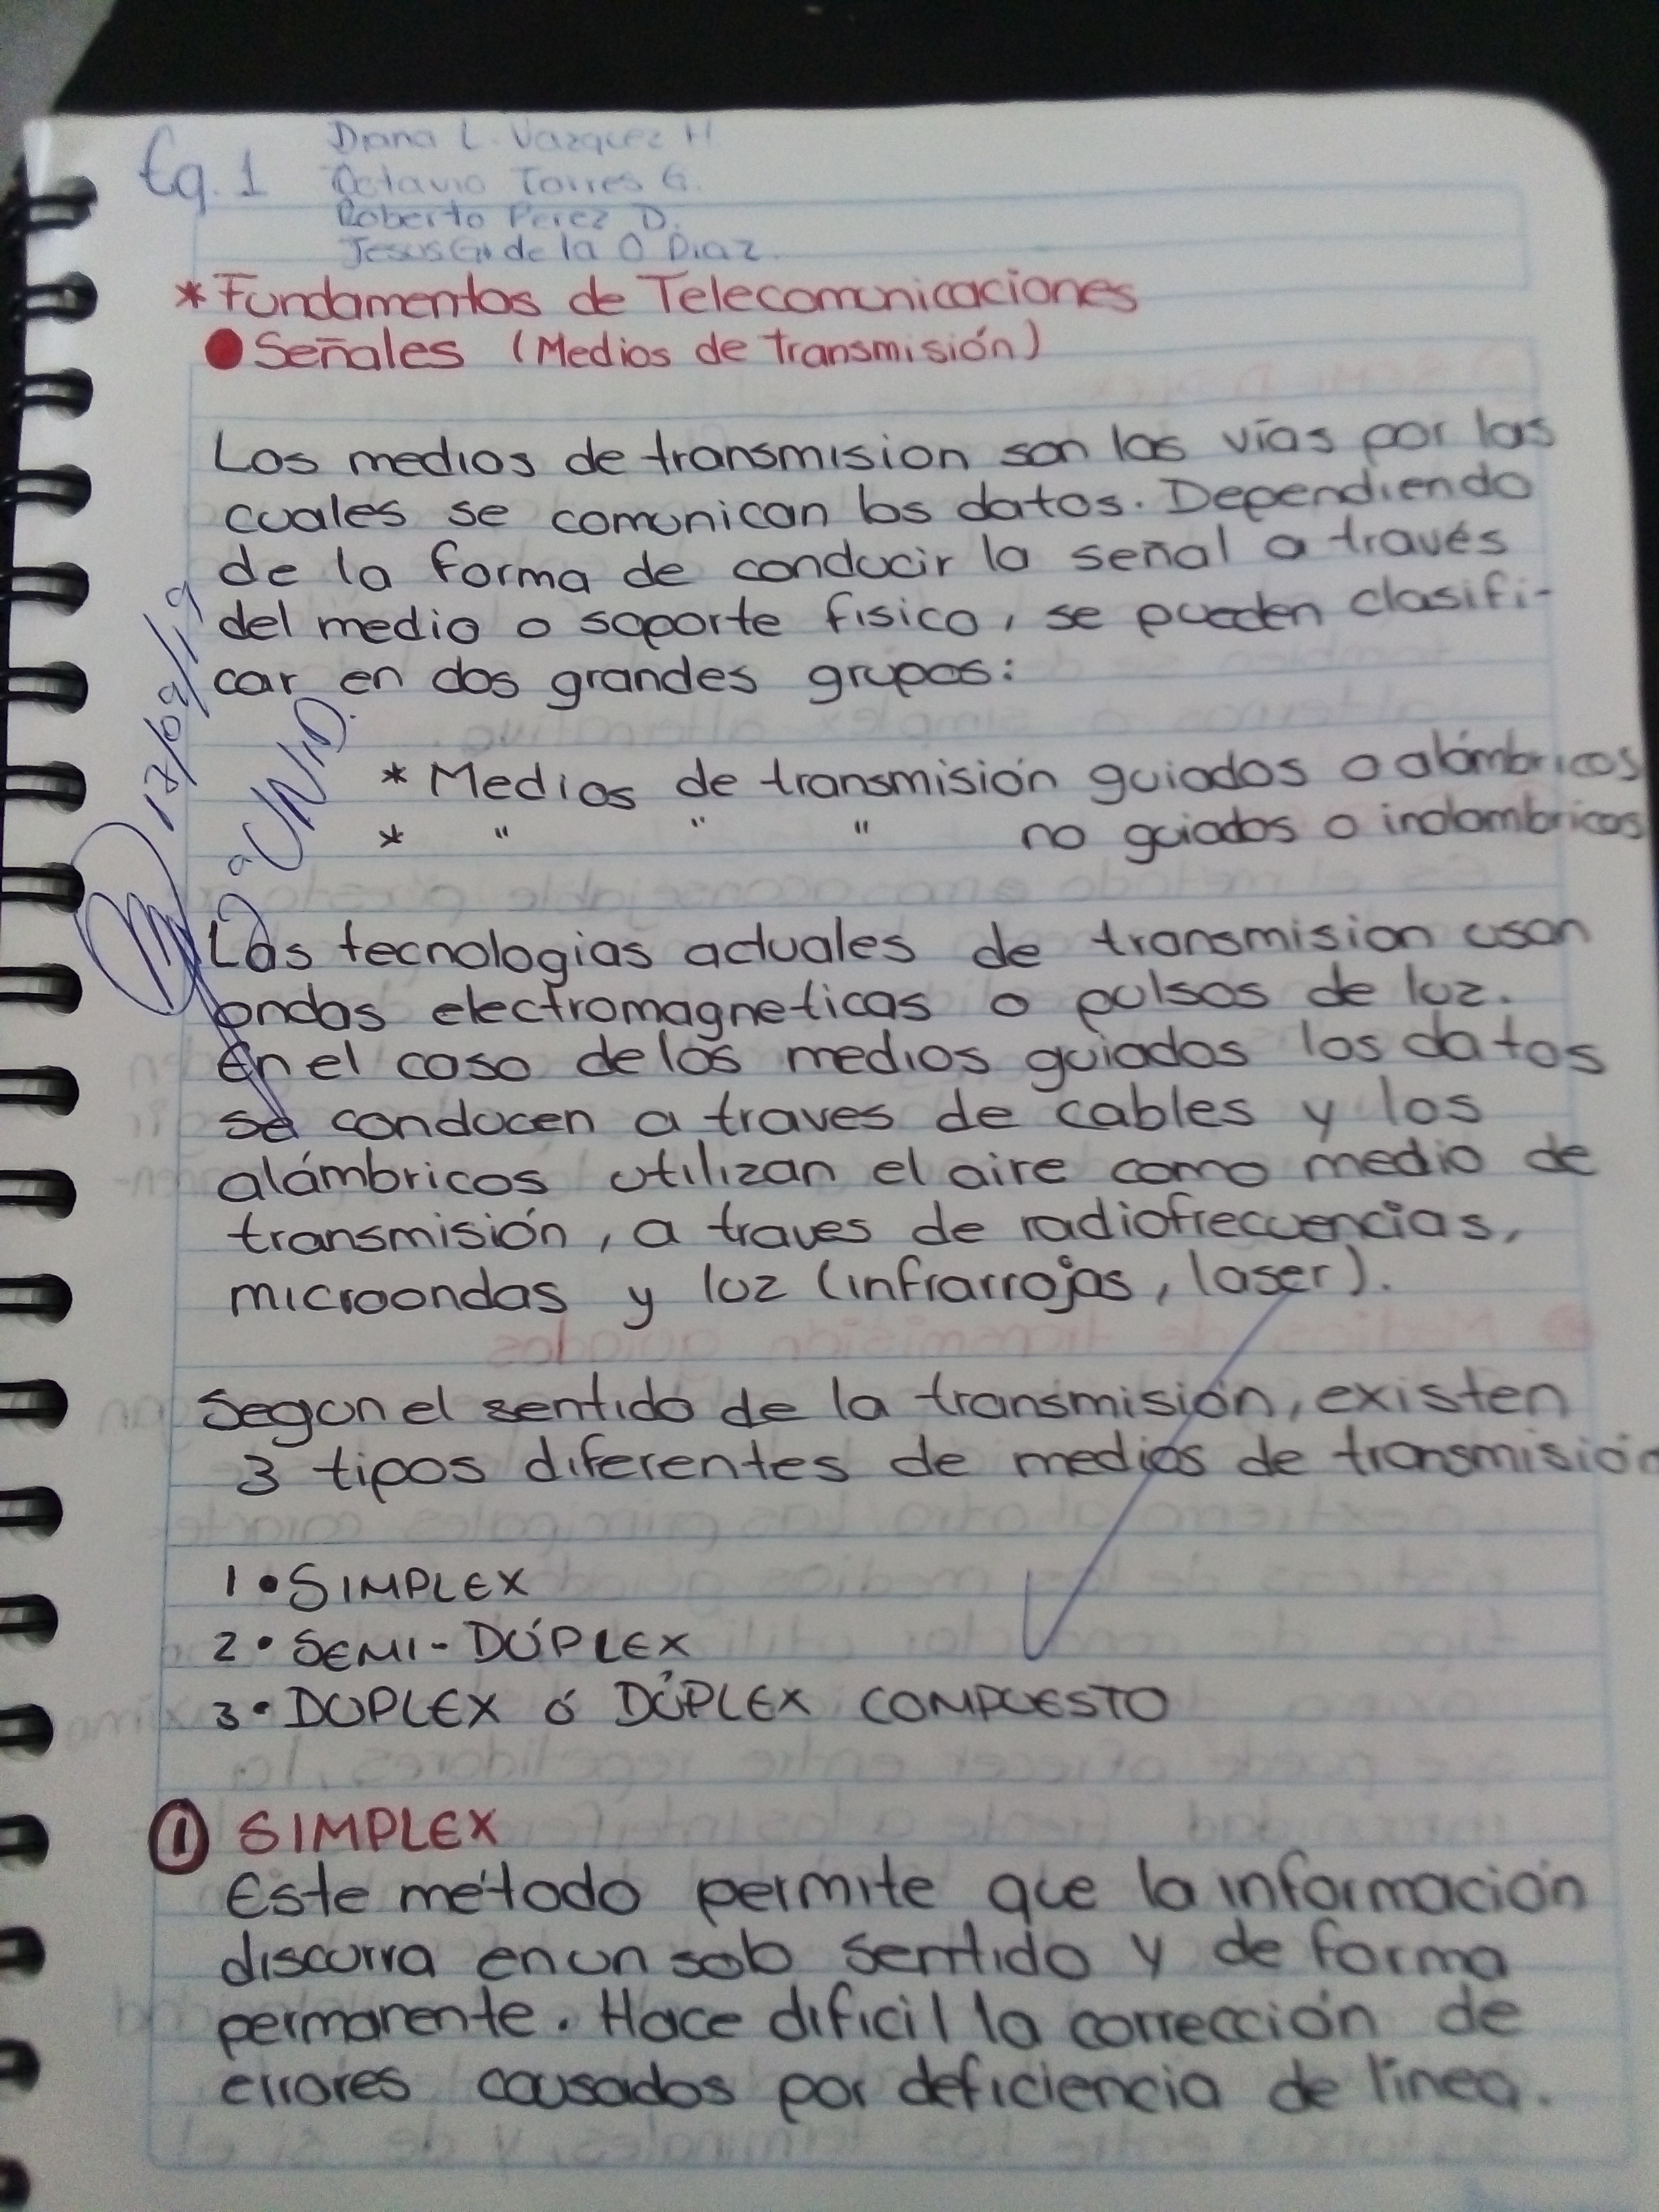 Eq. 1
Diana L. Vazquez H.
Octavio Torres G.
Roberto Perez D.
Jesus G. de la O Diaz.
* Fundamentos de Telecomunicaciones
● Señales (Medios de transmisión)
Los medios de transmision son las vías por las
cuales se comunican los datos. Dependiendo
de la forma de conducir la señal a través
del medio o soporte fisico, se pueden clasifi-
car en dos grandes grupos:
* Medios de transmisión guiados o alámbricos
* " " " no guiados o inalambricos
Las tecnologias actuales de transmision usan
ondas electromagneticas o pulsos de luz.
En el caso de los medios guiados los datos
se conducen a traves de cables y los
alámbricos utilizan el aire como medio de
transmisión, a traves de radiofrecuencias,
microondas y luz (infrarrojos, laser).
Segun el sentido de la transmisión, existen
3 tipos diferentes de medios de transmisión
1 • SIMPLEX
2 • SEMI-DÚPLEX
3 • DUPLEX ó DÚPLEX COMPUESTO
① SIMPLEX
Este método permite que la información
discurra en un solo sentido y de forma
permanente. Hace dificil la corrección de
errores causados por deficiencia de linea.